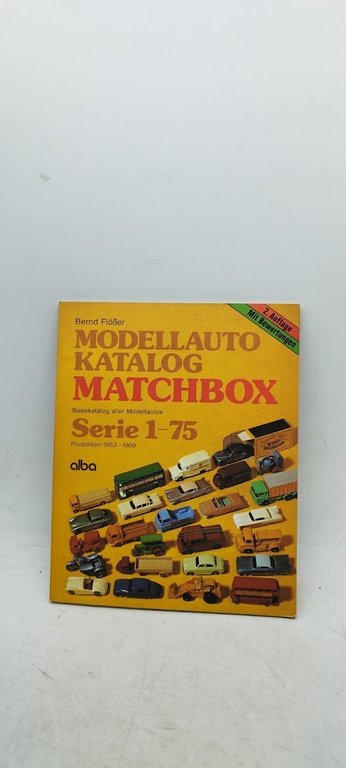 Bernd Flößer
2. Auflage
Mit Bewertungen
MODELLAUTO
KATALOG
MATCHBOX
Basiskatalog aller Modellautos
Serie 1-75
Produktion 1953-1969
alba